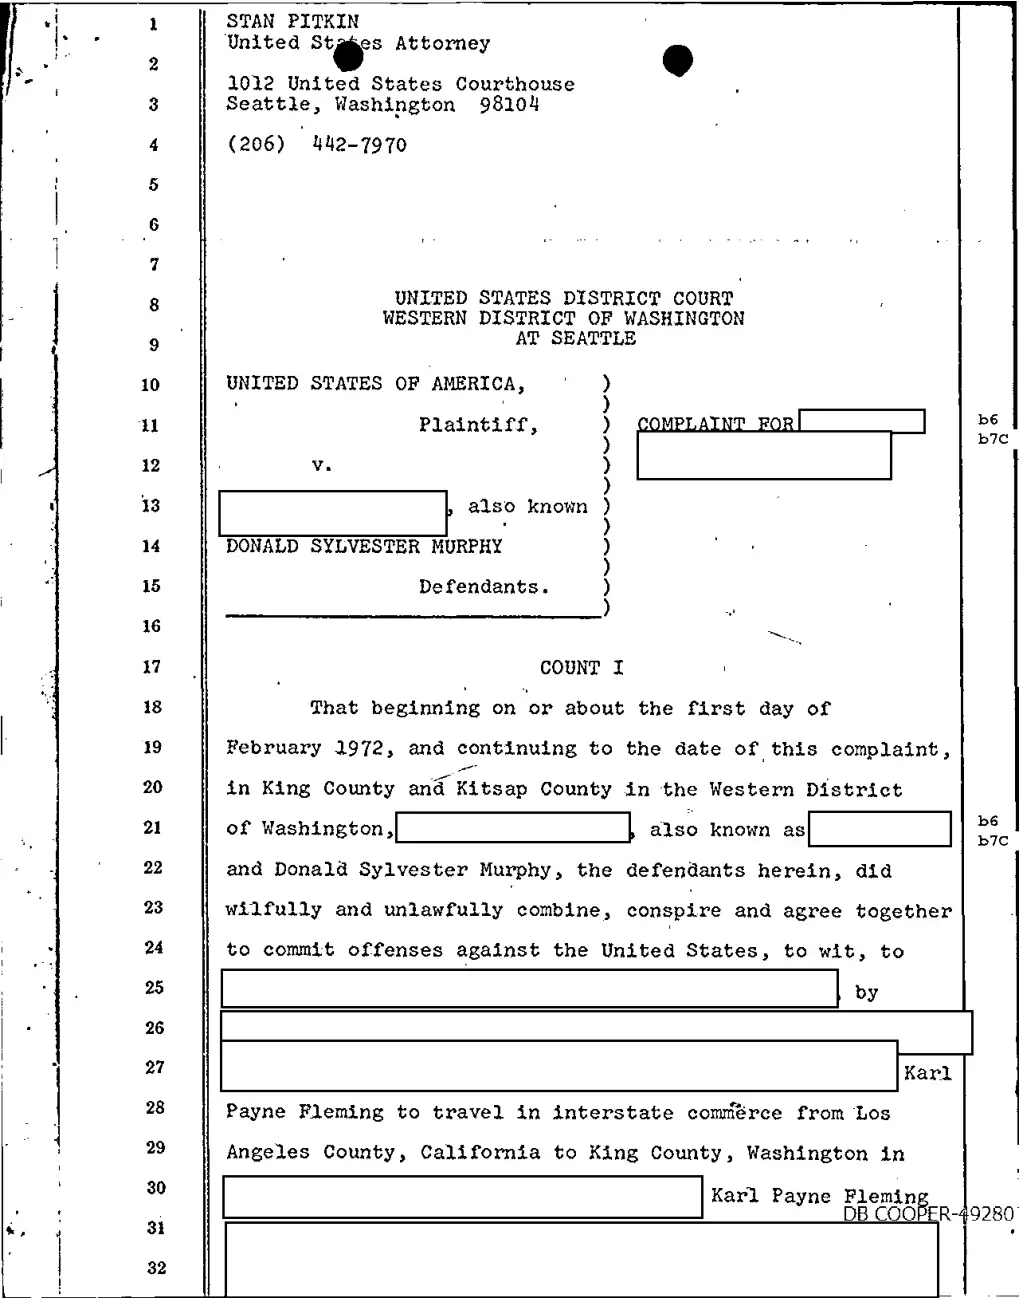 1 STAN PITKIN
United States Attorney
2
1012 United States Courthouse
3 Seattle, Washington 98104
4 (206) 442-7970
5
6
7
8 UNITED STATES DISTRICT COURT
WESTERN DISTRICT OF WASHINGTON
9 AT SEATTLE
10 UNITED STATES OF AMERICA, )
)
11 Plaintiff, ) COMPLAINT FOR b6
) b7C
12 v. )
)
13 , also known )
)
14 DONALD SYLVESTER MURPHY )
)
15 Defendants. )
)
16
17 COUNT I
18 That beginning on or about the first day of
19 February 1972, and continuing to the date of this complaint,
20 in King County and Kitsap County in the Western District
21 of Washington, , also known as b6
b7C
22 and Donald Sylvester Murphy, the defendants herein, did
23 wilfully and unlawfully combine, conspire and agree together
24 to commit offenses against the United States, to wit, to
25 , by
26
27 Karl
28 Payne Fleming to travel in interstate commerce from Los
29 Angeles County, California to King County, Washington in
30 Karl Payne Fleming
DB COOPER-49280
31
32